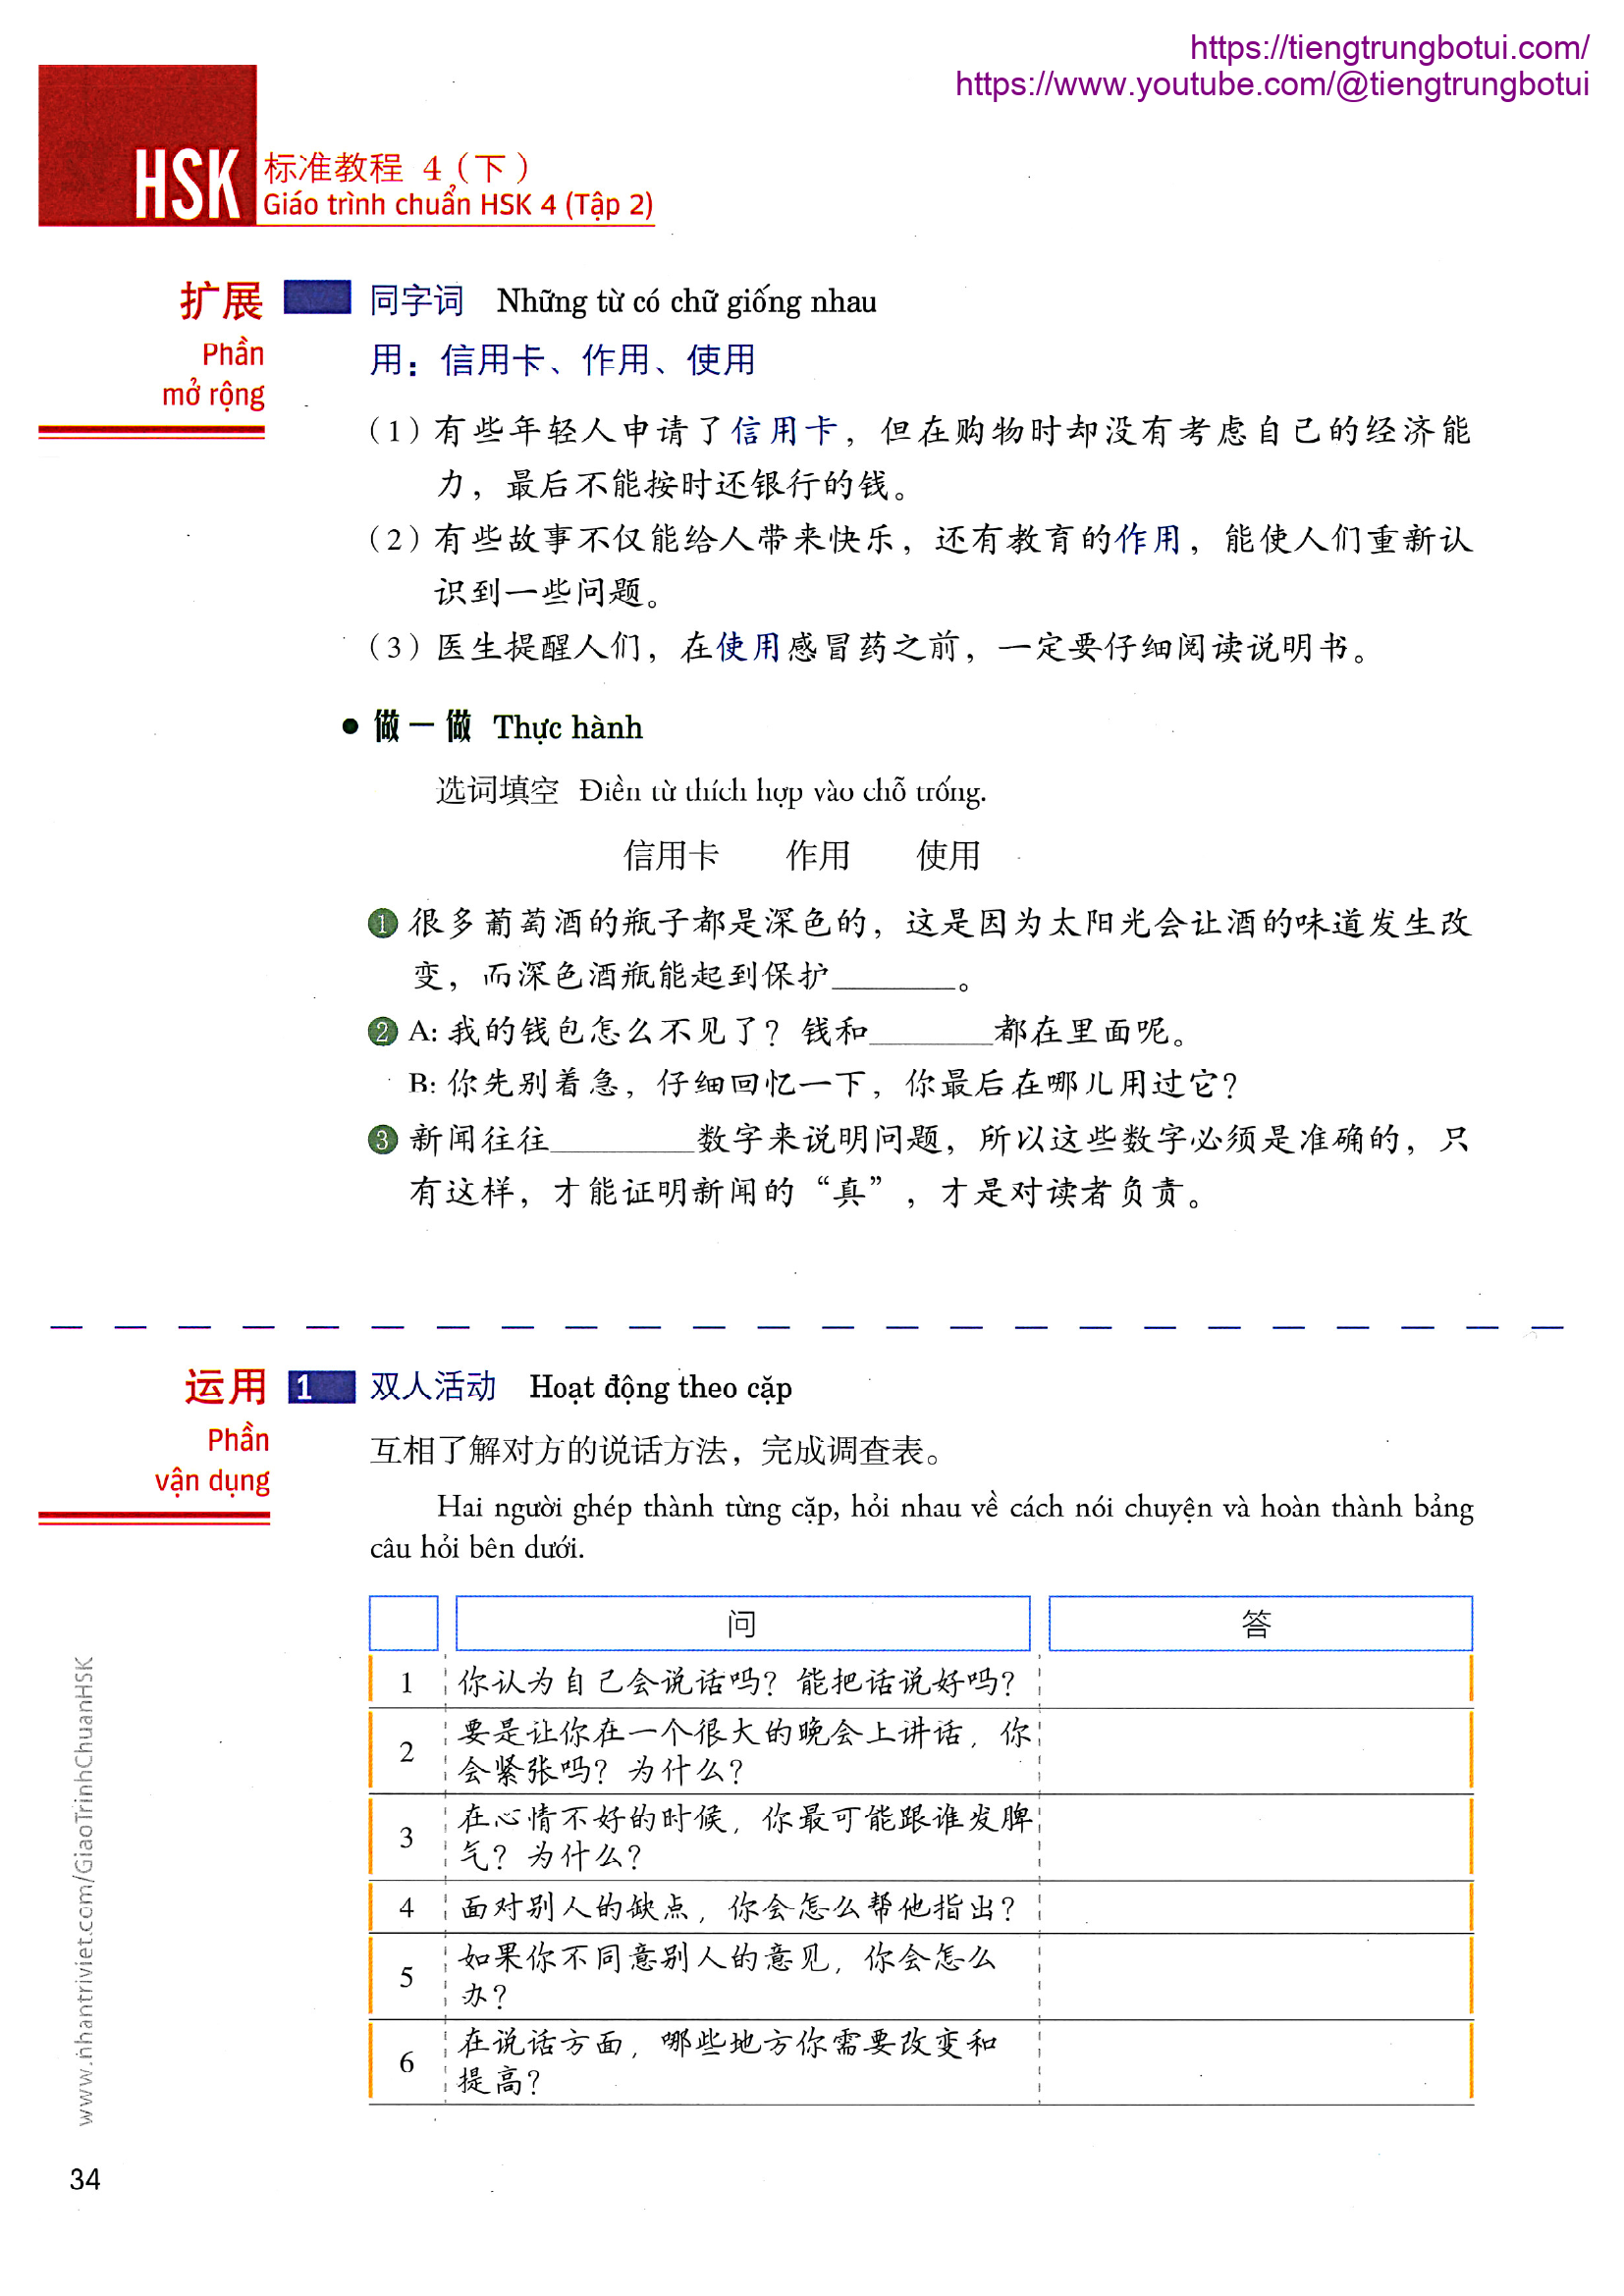 https://tiengtrungbotui.com/
https://www.youtube.com/@tiengtrungbotui
HSK 标准教程 4（下）
Giáo trình chuẩn HSK 4 (Tập 2)
扩展
Phần
mở rộng
同字词 Những từ có chữ giống nhau
用：信用卡、作用、使用
（1）有些年轻人申请了信用卡，但在购物时却没有考虑自己的经济能
力，最后不能按时还银行的钱。
（2）有些故事不仅能给人带来快乐，还有教育的作用，能使人们重新认
识到一些问题。
（3）医生提醒人们，在使用感冒药之前，一定要仔细阅读说明书。
● 做一做 Thực hành
选词填空 Điền từ thích hợp vào chỗ trống.
信用卡 作用 使用
1 很多葡萄酒的瓶子都是深色的，这是因为太阳光会让酒的味道发生改
变，而深色酒瓶能起到保护________。
2 A: 我的钱包怎么不见了？钱和________都在里面呢。
B: 你先别着急，仔细回忆一下，你最后在哪儿用过它？
3 新闻往往________数字来说明问题，所以这些数字必须是准确的，只
有这样，才能证明新闻的“真”，才是对读者负责。
运用
Phần
vận dụng
1 双人活动 Hoạt động theo cặp
互相了解对方的说话方法，完成调查表。
Hai người ghép thành từng cặp, hỏi nhau về cách nói chuyện và hoàn thành bảng
câu hỏi bên dưới.
问 答
1 你认为自己会说话吗？能把话说好吗？
2 要是让你在一个很大的晚会上讲话，你
会紧张吗？为什么？
3 在心情不好的时候，你最可能跟谁发脾
气？为什么？
4 面对别人的缺点，你会怎么帮他指出？
5 如果你不同意别人的意见，你会怎么
办？
6 在说话方面，哪些地方你需要改变和
提高？
www.nhantriviet.com/GiaoTrinhChuanHSK
34